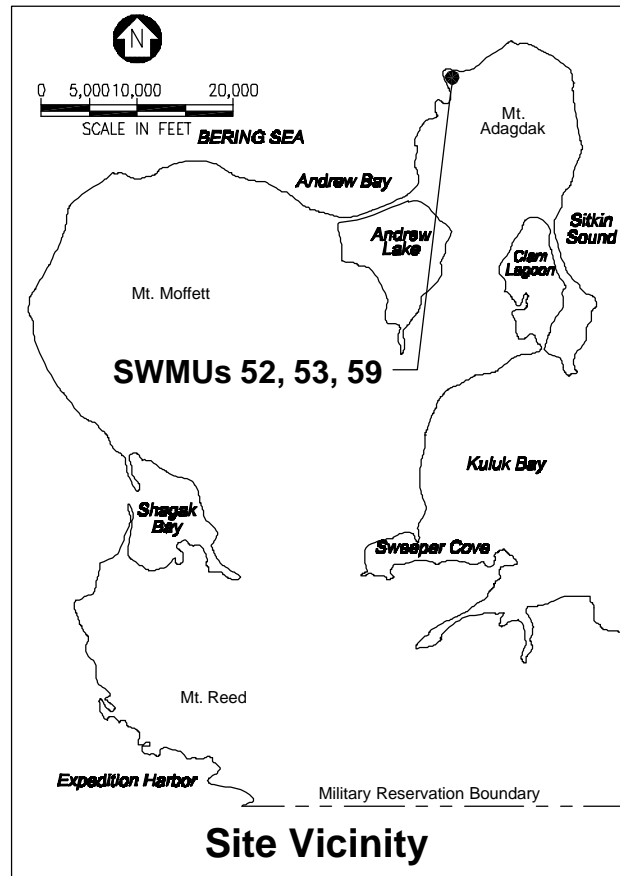 N
0 5,000 10,000 20,000
SCALE IN FEET
BERING SEA
Mt.
Adagdak
Andrew Bay
Andrew
Lake
Sitkin
Sound
Clam
Lagoon
Mt. Moffett
SWMUs 52, 53, 59
Kuluk Bay
Shagak
Bay
Sweeper Cove
Mt. Reed
Expedition Harbor
Military Reservation Boundary
Site Vicinity